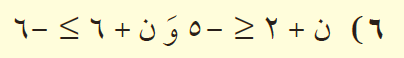 ٦) ن + ٢ ≤ −٥ وَ ن + ٦ ≥ −٦